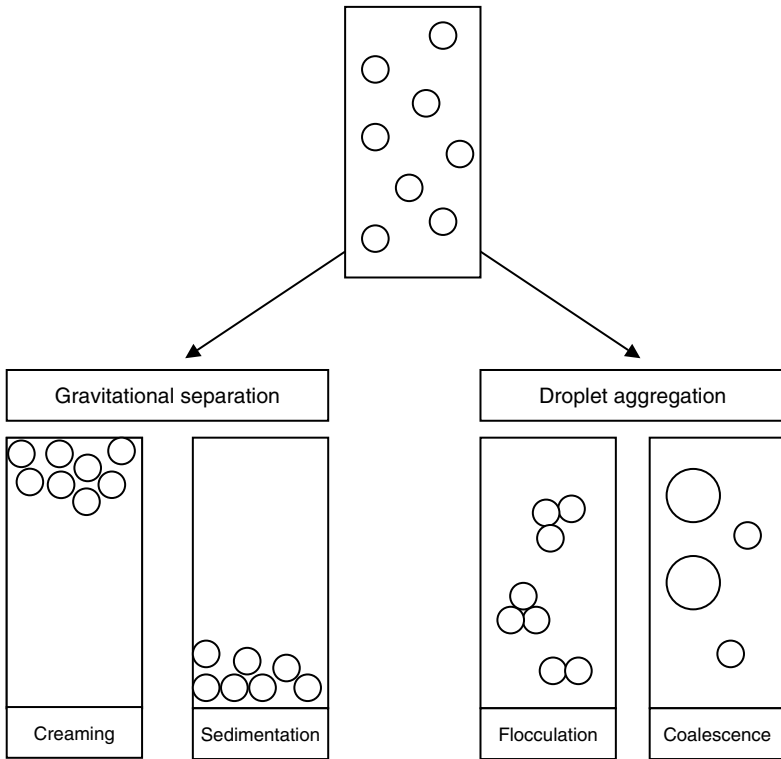 Gravitational separation
Droplet aggregation
Creaming
Sedimentation
Flocculation
Coalescence